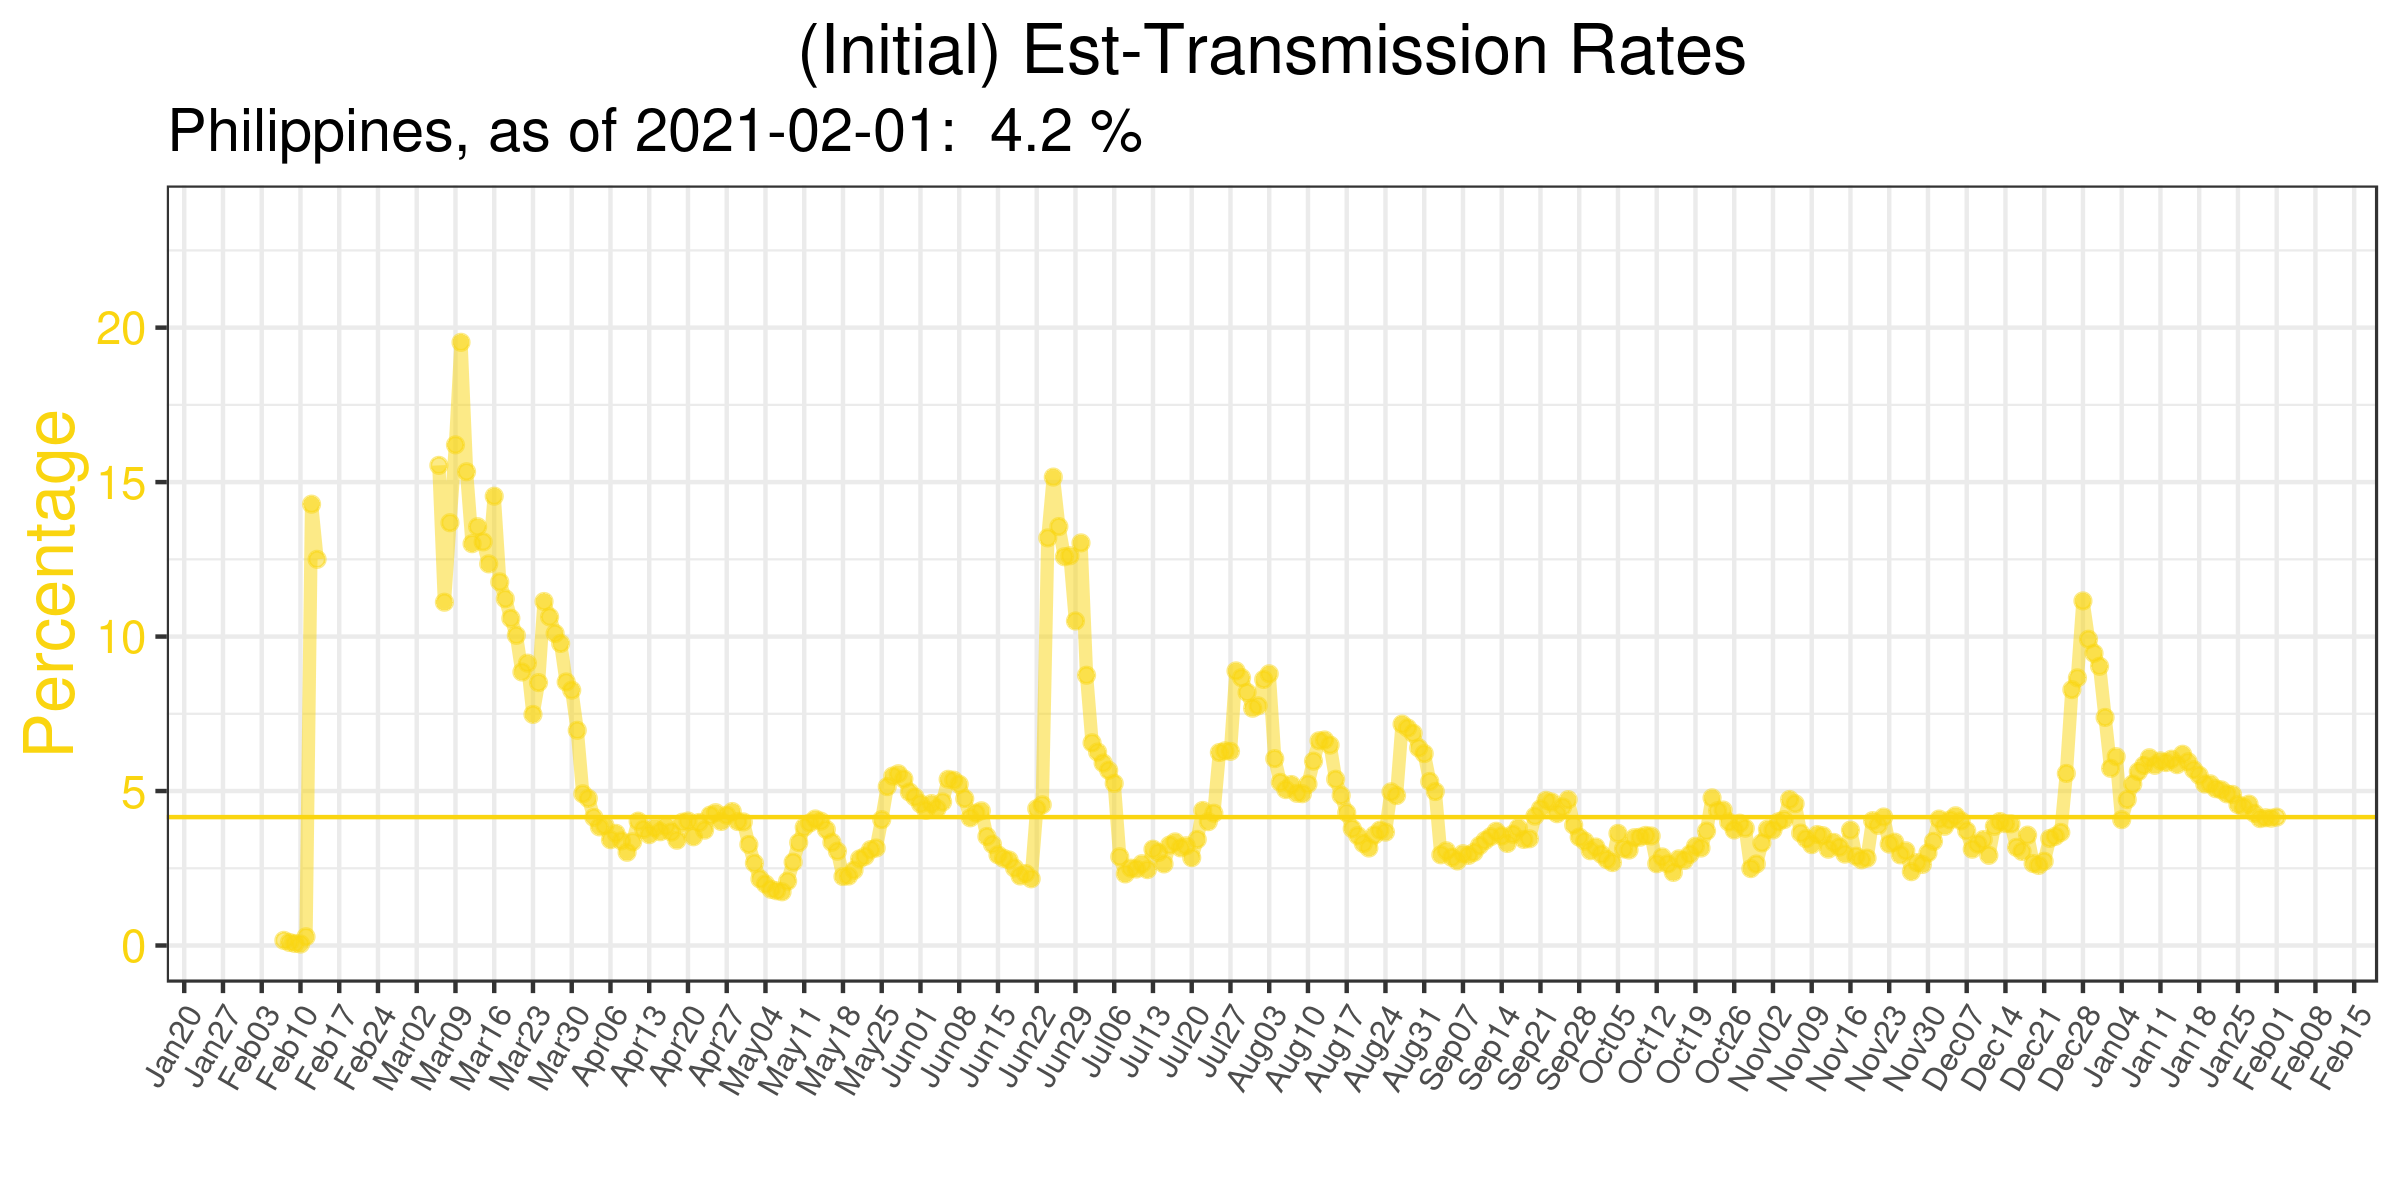 (Initial) Est-Transmission Rates
Philippines, as of 2021-02-01:  4.2 %
Percentage
20
15
10
5
0
Jan20
Jan27
Feb03
Feb10
Feb17
Feb24
Mar02
Mar09
Mar16
Mar23
Mar30
Apr06
Apr13
Apr20
Apr27
May04
May11
May18
May25
Jun01
Jun08
Jun15
Jun22
Jun29
Jul06
Jul13
Jul20
Jul27
Aug03
Aug10
Aug17
Aug24
Aug31
Sep07
Sep14
Sep21
Sep28
Oct05
Oct12
Oct19
Oct26
Nov02
Nov09
Nov16
Nov23
Nov30
Dec07
Dec14
Dec21
Dec28
Jan04
Jan11
Jan18
Jan25
Feb01
Feb08
Feb15